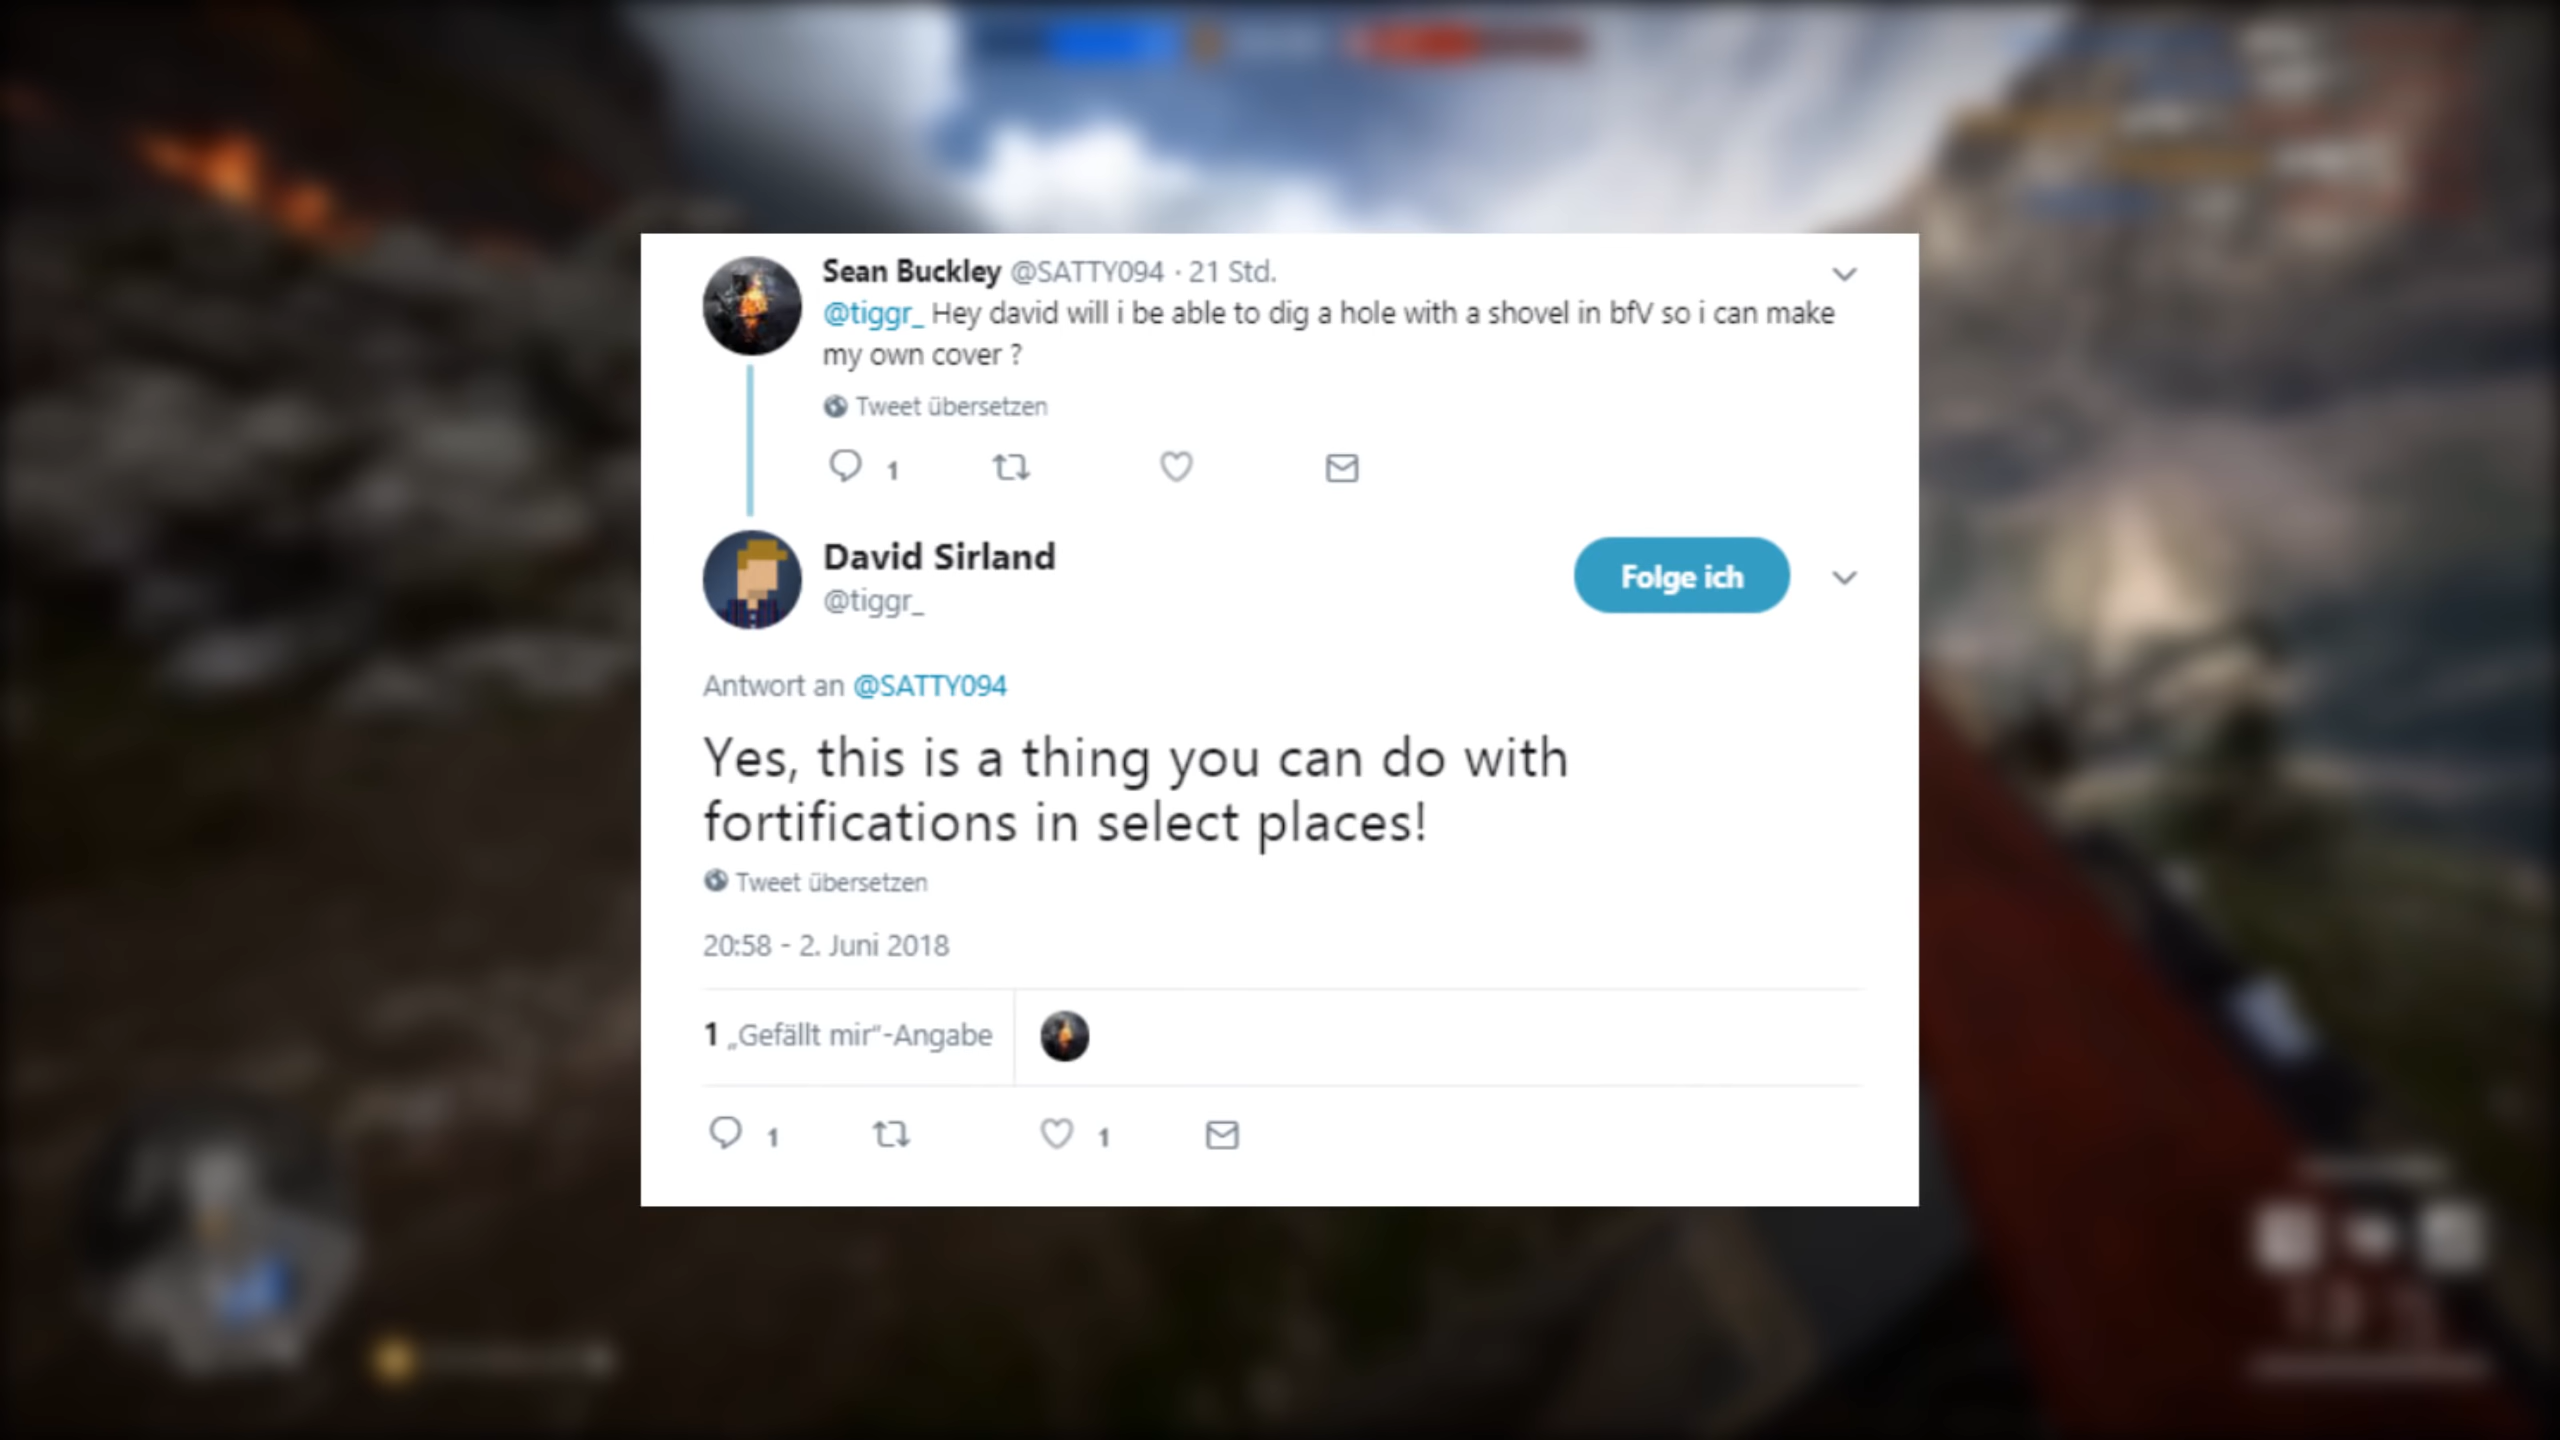 Sean Buckley @SATTY094 · 21 Std.
@tiggr_ Hey david will i be able to dig a hole with a shovel in bfV so i can make
my own cover ?
Tweet übersetzen
1
David Sirland
@tiggr_
Folge ich
Antwort an @SATTY094
Yes, this is a thing you can do with
fortifications in select places!
Tweet übersetzen
20:58 - 2. Juni 2018
1 „Gefällt mir“-Angabe
1 1